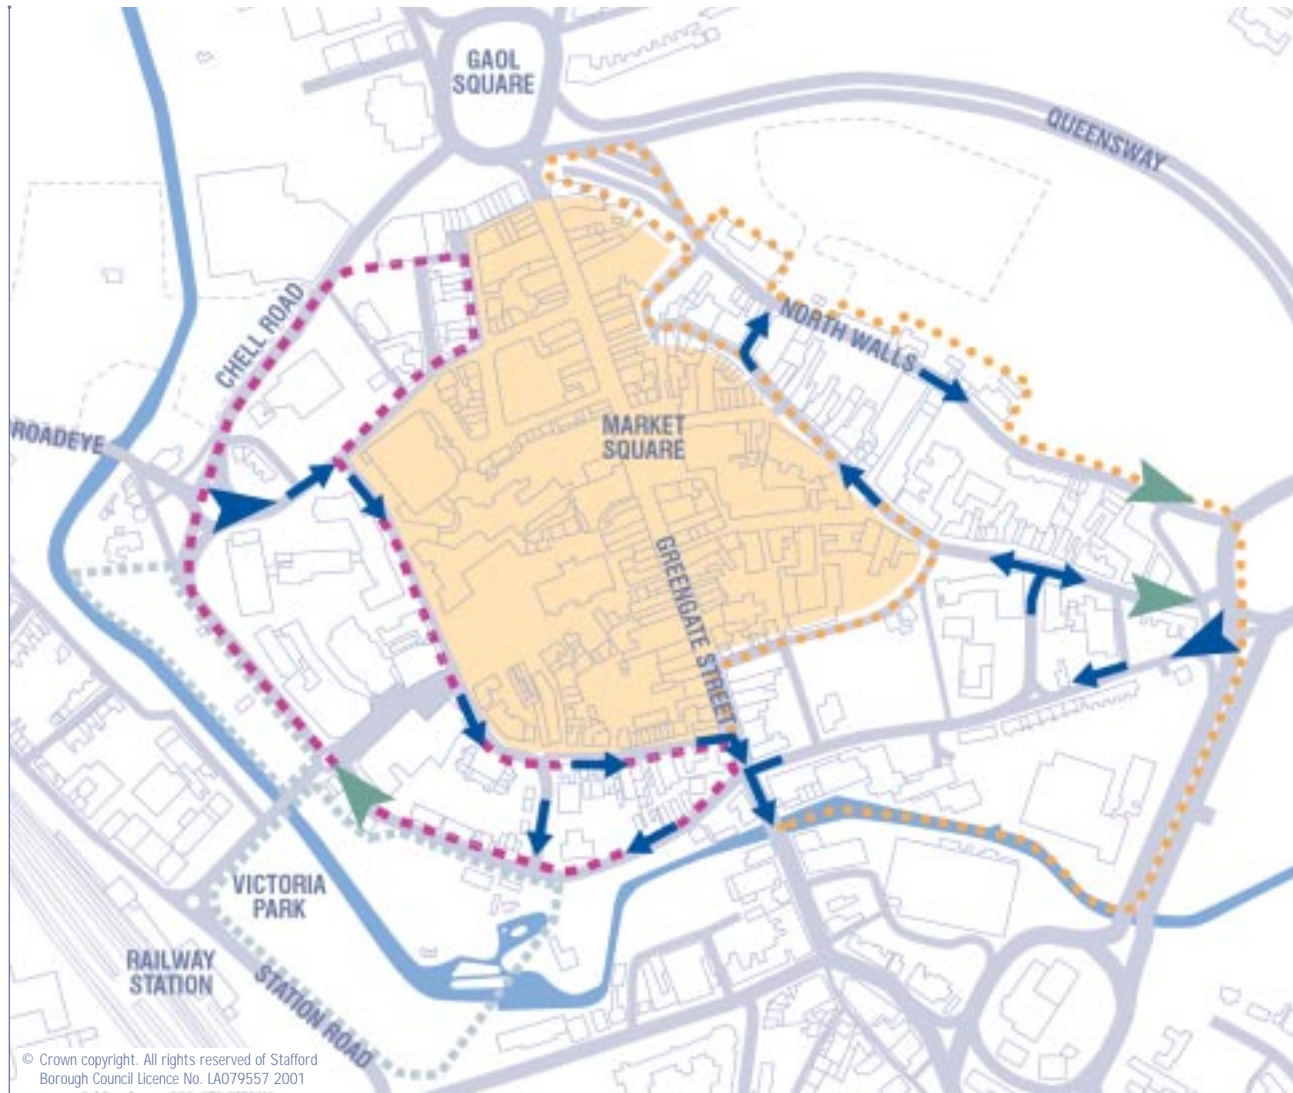 GAOL
SQUARE
QUEENSWAY
CHELL ROAD
NORTH WALLS
MARKET
SQUARE
ROADEYE
GREENGATE STREET
VICTORIA
PARK
RAILWAY
STATION
STATION ROAD
© Crown copyright. All rights reserved of Stafford
Borough Council Licence No. LA079557 2001